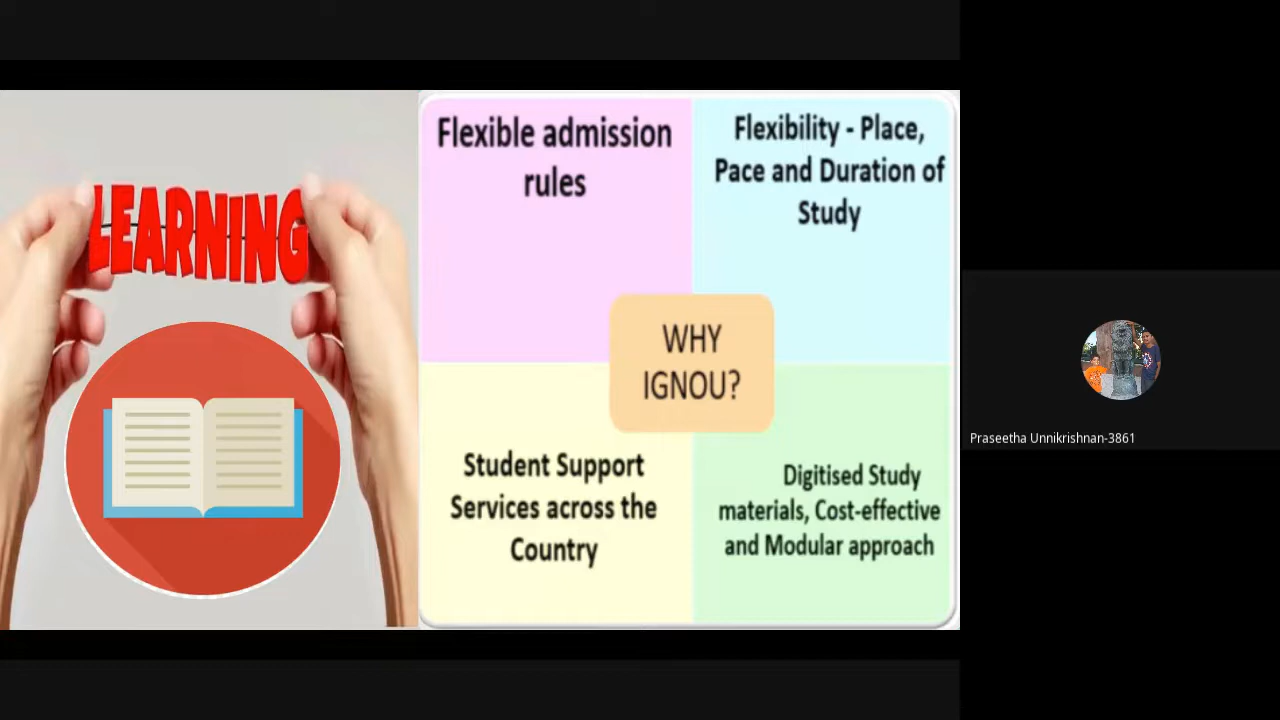 LEARNING
Flexible admission
rules
Flexibility - Place,
Pace and Duration of
Study
WHY
IGNOU?
Student Support
Services across the
Country
Digitised Study
materials, Cost-effective
and Modular approach
Praseetha Unnikrishnan-3861